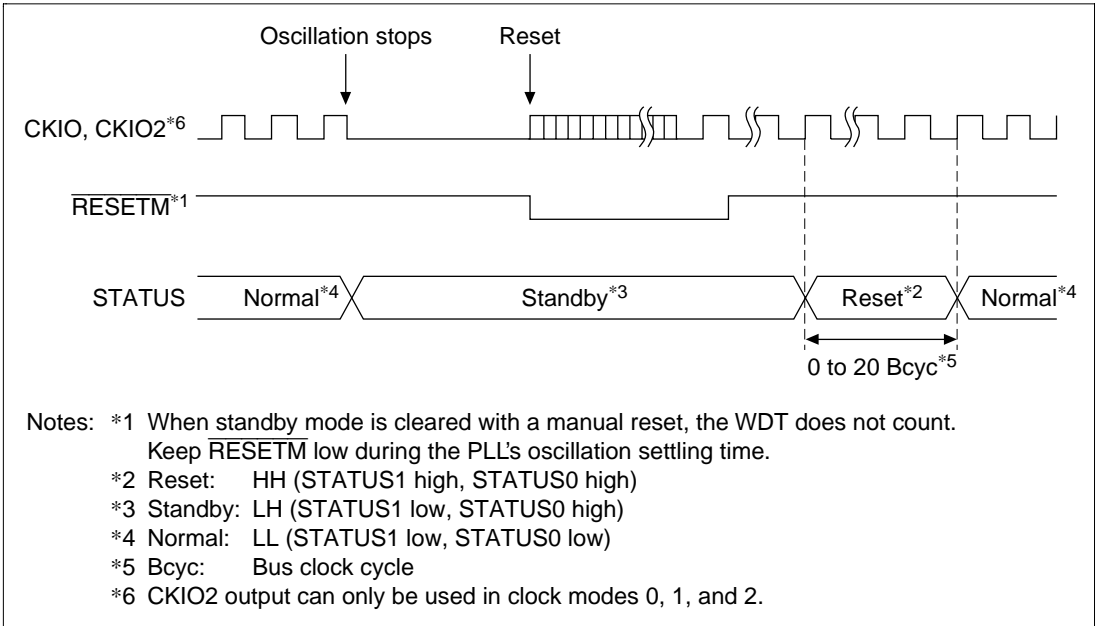 Oscillation stops Reset
CKIO, CKIO2*6
RESETM*1
STATUS Normal*4 Standby*3 Reset*2 Normal*4
0 to 20 Bcyc*5
Notes: *1 When standby mode is cleared with a manual reset, the WDT does not count.
Keep RESETM low during the PLL's oscillation settling time.
*2 Reset: HH (STATUS1 high, STATUS0 high)
*3 Standby: LH (STATUS1 low, STATUS0 high)
*4 Normal: LL (STATUS1 low, STATUS0 low)
*5 Bcyc: Bus clock cycle
*6 CKIO2 output can only be used in clock modes 0, 1, and 2.